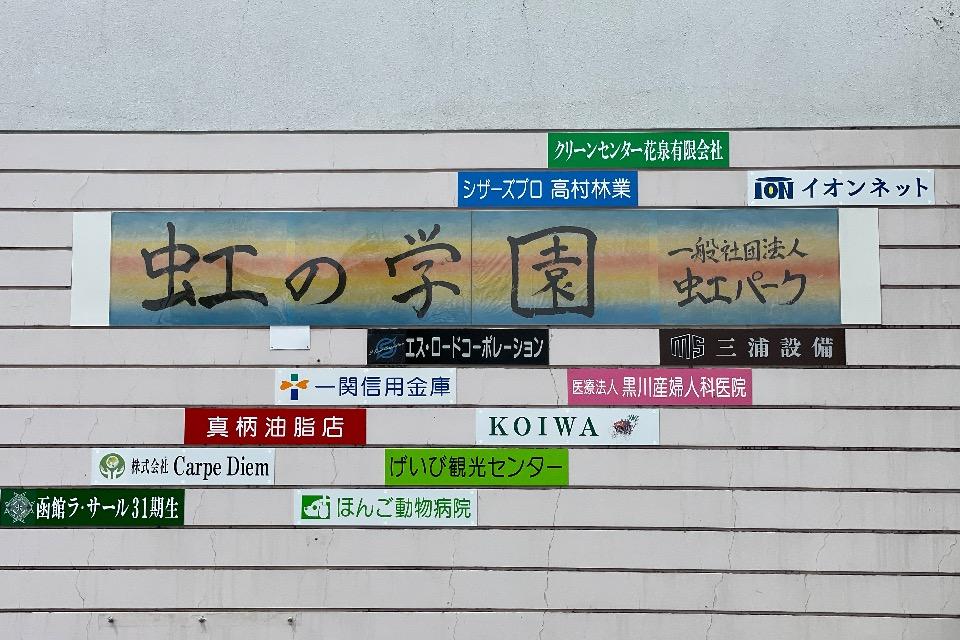 クリーンセンター花泉有限会社
シザーズプロ 高村林業
ION イオンネット
虹の学園
一般社団法人
虹パーク
エス・ロードコーポレーション
MS 三浦設備
一関信用金庫
医療法人 黒川産婦人科医院
真柄油脂店
KOIWA
株式会社 Carpe Diem
げいび観光センター
函館ラ・サール31期生
ほんご動物病院